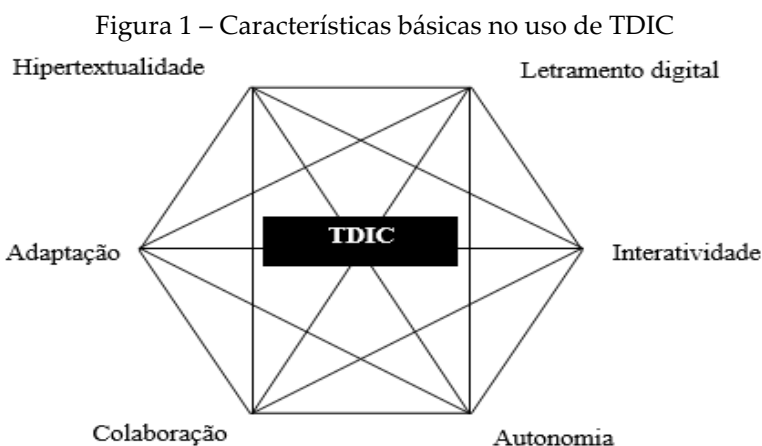 Figura 1 – Características básicas no uso de TDIC
Hipertextualidade
Letramento digital
TDIC
Adaptação
Interatividade
Colaboração
Autonomia